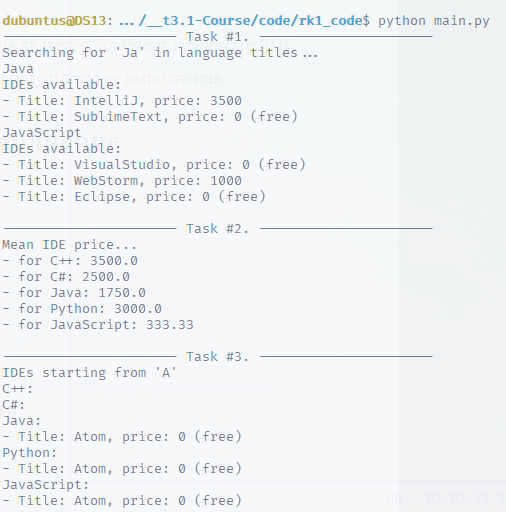 dubuntus@DS13: ... /__t3.1-Course/code/rk1_code$ python main.py
———————————————————— Task #1. ————————————————————
Searching for 'Ja' in language titles...
Java
IDEs available:
- Title: IntelliJ, price: 3500
- Title: SublimeText, price: 0 (free)
JavaScript
IDEs available:
- Title: VisualStudio, price: 0 (free)
- Title: WebStorm, price: 1000
- Title: Eclipse, price: 0 (free)
———————————————————— Task #2. ————————————————————
Mean IDE price...
- for C++: 3500.0
- for C#: 2500.0
- for Java: 1750.0
- for Python: 3000.0
- for JavaScript: 333.33
———————————————————— Task #3. ————————————————————
IDEs starting from 'A'
C++:
C#:
Java:
- Title: Atom, price: 0 (free)
Python:
- Title: Atom, price: 0 (free)
JavaScript:
- Title: Atom, price: 0 (free)